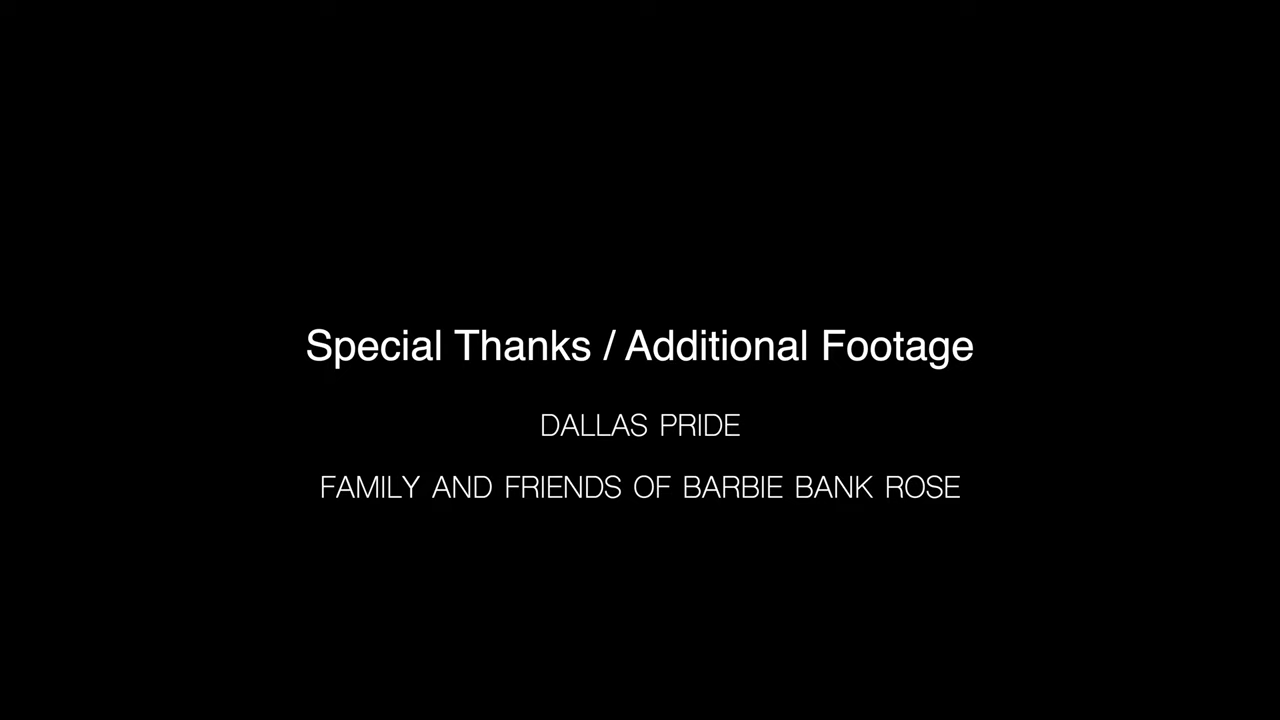 Special Thanks / Additional Footage
DALLAS PRIDE
FAMILY AND FRIENDS OF BARBIE BANK ROSE